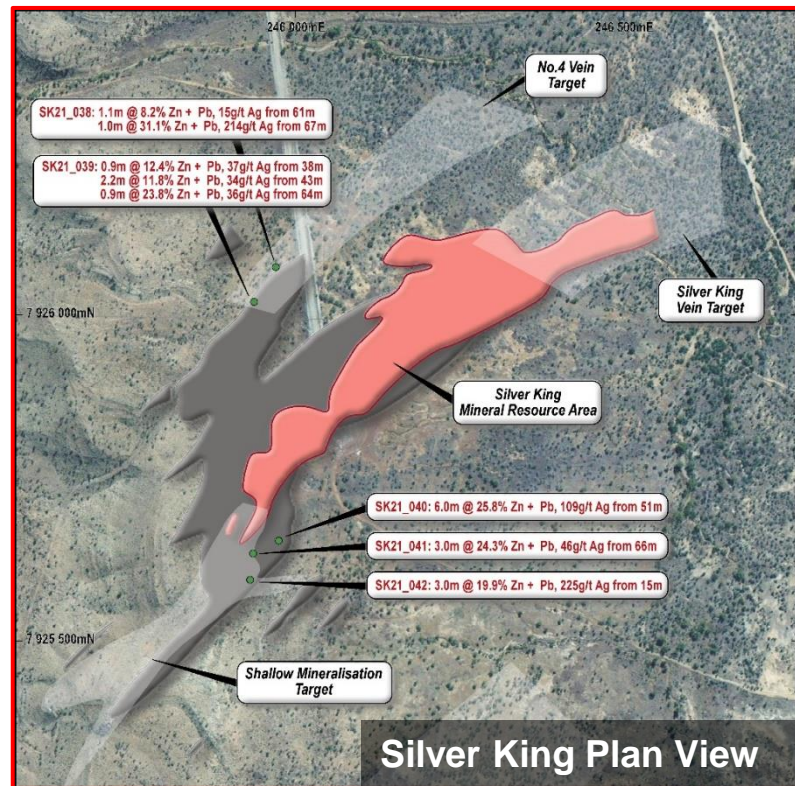 246 000mE
246 500mE
No.4 Vein
Target
SK21_038: 1.1m @ 8.2% Zn + Pb, 15g/t Ag from 61m
1.0m @ 31.1% Zn + Pb, 214g/t Ag from 67m
SK21_039: 0.9m @ 12.4% Zn + Pb, 37g/t Ag from 38m
2.2m @ 11.8% Zn + Pb, 34g/t Ag from 43m
0.9m @ 23.8% Zn + Pb, 36g/t Ag from 64m
Silver King
Vein Target
7 926 000mN
Silver King
Mineral Resource Area
SK21_040: 6.0m @ 25.8% Zn + Pb, 109g/t Ag from 51m
SK21_041: 3.0m @ 24.3% Zn + Pb, 46g/t Ag from 66m
SK21_042: 3.0m @ 19.9% Zn + Pb, 225g/t Ag from 15m
7 925 500mN
Shallow Mineralisation
Target
Silver King Plan View